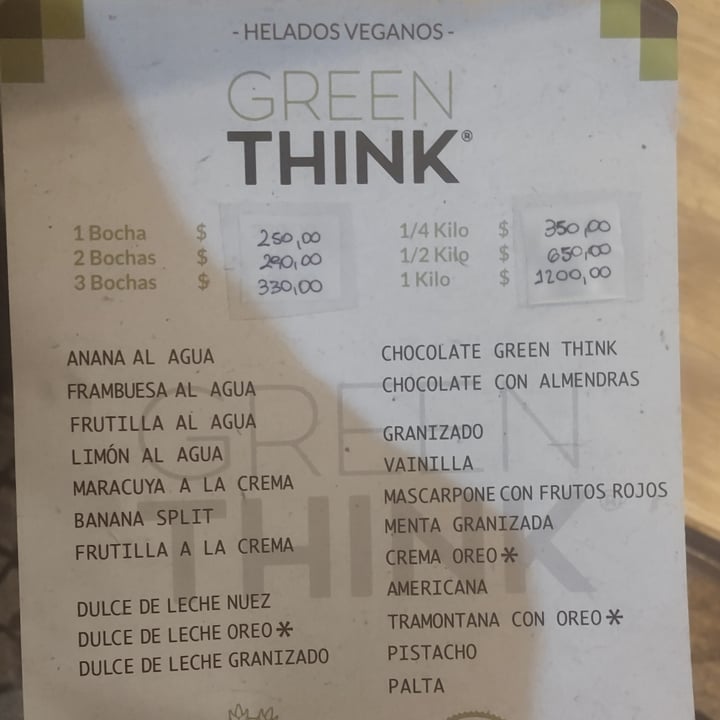 - HELADOS VEGANOS -
GREEN
THINK®
1 Bocha $ 250,00
2 Bochas $ 290,00
3 Bochas $ 330,00
1/4 Kilo $ 350,00
1/2 Kilo $ 650,00
1 Kilo $ 1200,00
ANANA AL AGUA
FRAMBUESA AL AGUA
FRUTILLA AL AGUA
LIMÓN AL AGUA
MARACUYA A LA CREMA
BANANA SPLIT
FRUTILLA A LA CREMA
DULCE DE LECHE NUEZ
DULCE DE LECHE OREO*
DULCE DE LECHE GRANIZADO
CHOCOLATE GREEN THINK
CHOCOLATE CON ALMENDRAS
GRANIZADO
VAINILLA
MASCARPONE CON FRUTOS ROJOS
MENTA GRANIZADA
CREMA OREO*
AMERICANA
TRAMONTANA CON OREO*
PISTACHO
PALTA
GREEN
THINK®